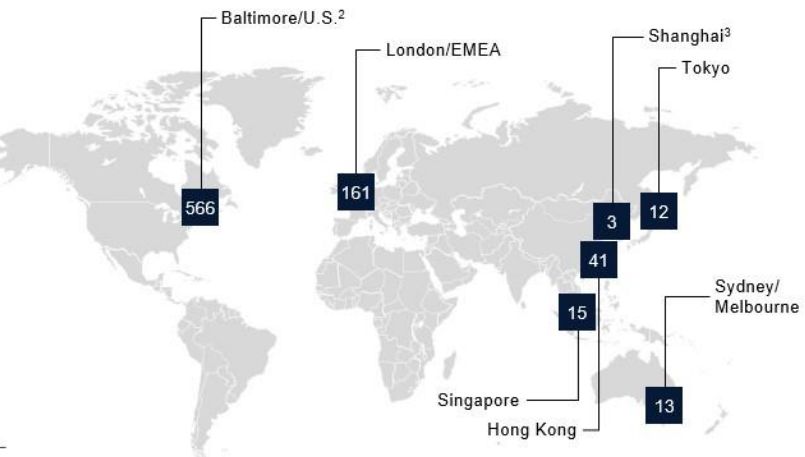 Baltimore/U.S.²
London/EMEA
Shanghai³
Tokyo
566
161
3
12
41
15
Sydney/
Melbourne
Singapore
13
Hong Kong